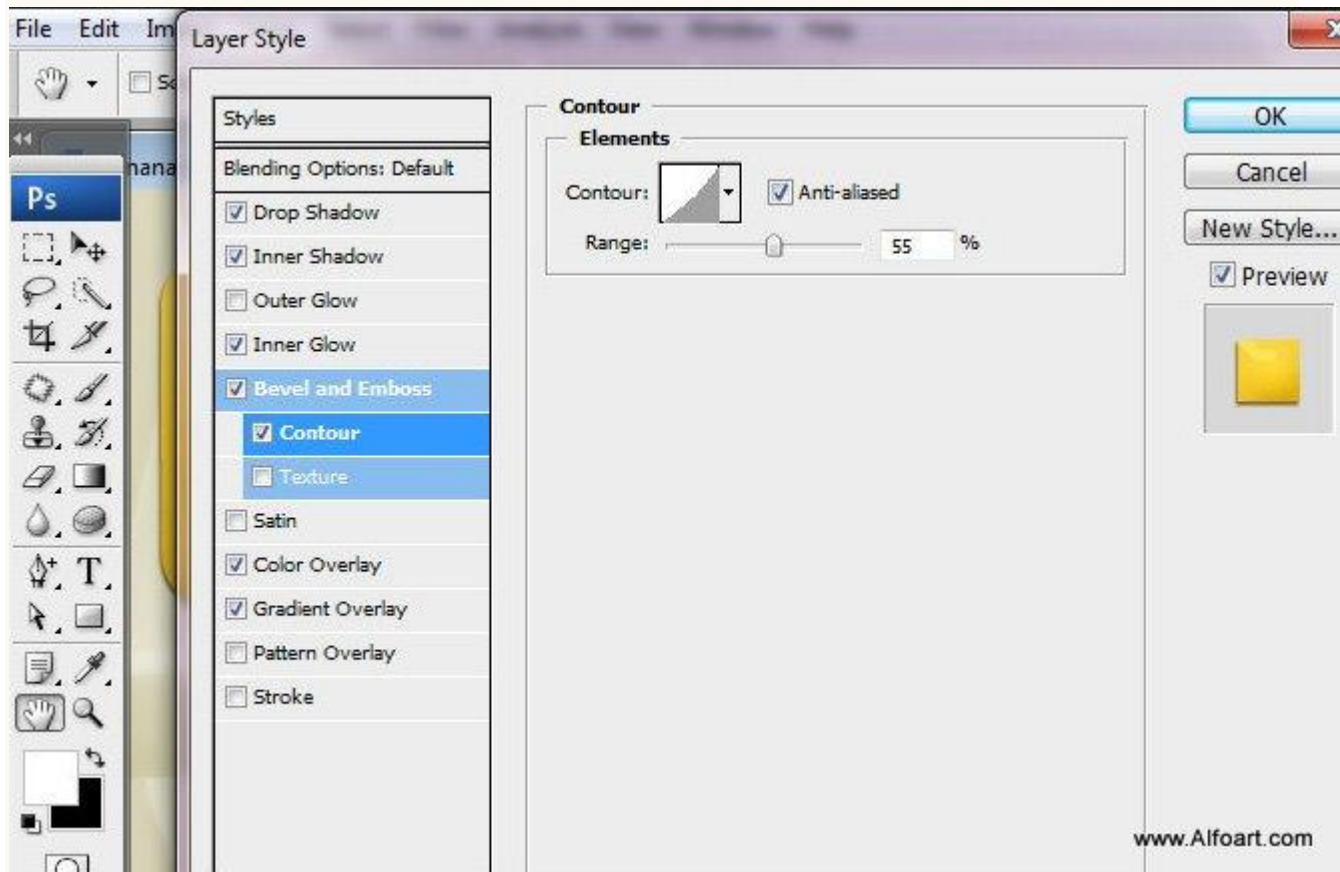 File Edit Im
Layer Style
Sc
nana
Ps
T
Styles
Blending Options: Default
Drop Shadow
Inner Shadow
Outer Glow
Inner Glow
Bevel and Emboss
Contour
Texture
Satin
Color Overlay
Gradient Overlay
Pattern Overlay
Stroke
Contour
Elements
Contour: Anti-aliased
Range: 55 %
OK
Cancel
New Style...
Preview
www.Alfoart.com